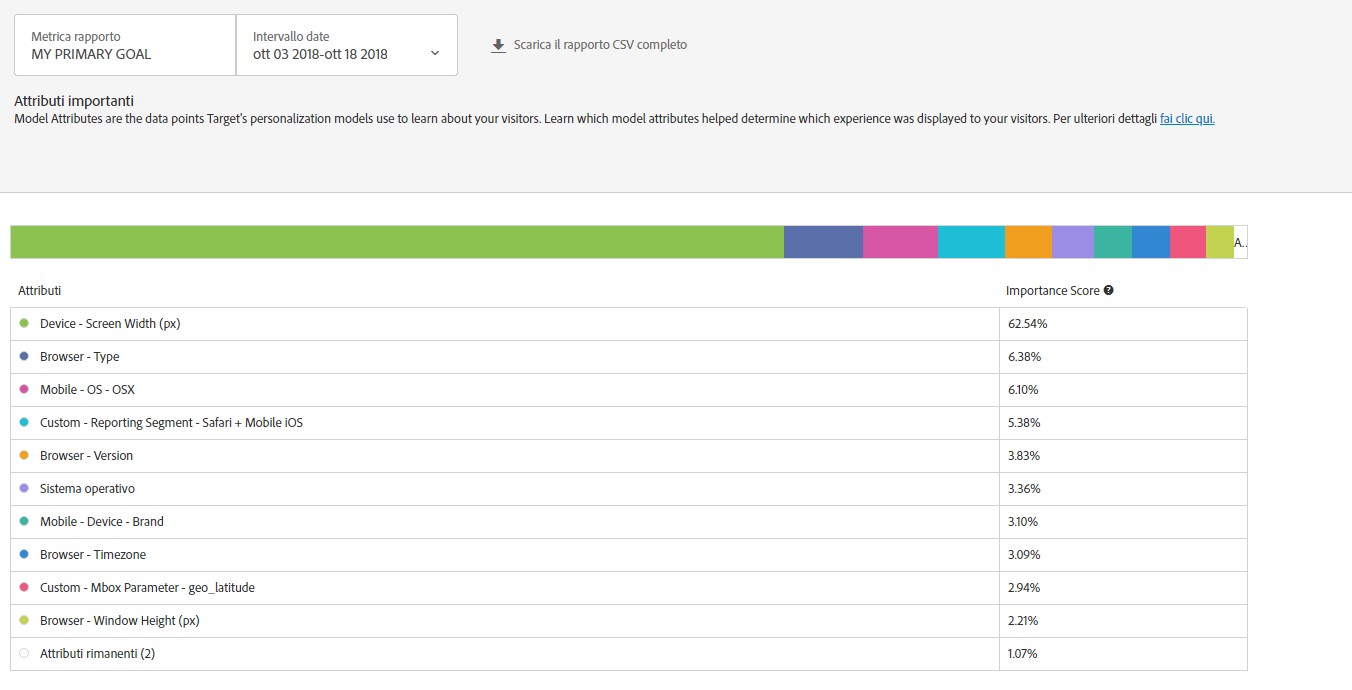 Metrica rapporto
MY PRIMARY GOAL
Intervallo date
ott 03 2018-ott 18 2018
Scarica il rapporto CSV completo
Attributi importanti
Model Attributes are the data points Target's personalization models use to learn about your visitors. Learn which model attributes helped determine which experience was displayed to your visitors. Per ulteriori dettagli fai clic qui.
A..
Attributi Importance Score ?
Device - Screen Width (px) 62.54%
Browser - Type 6.38%
Mobile - OS - OSX 6.10%
Custom - Reporting Segment - Safari + Mobile iOS 5.38%
Browser - Version 3.83%
Sistema operativo 3.36%
Mobile - Device - Brand 3.10%
Browser - Timezone 3.09%
Custom - Mbox Parameter - geo_latitude 2.94%
Browser - Window Height (px) 2.21%
Attributi rimanenti (2) 1.07%